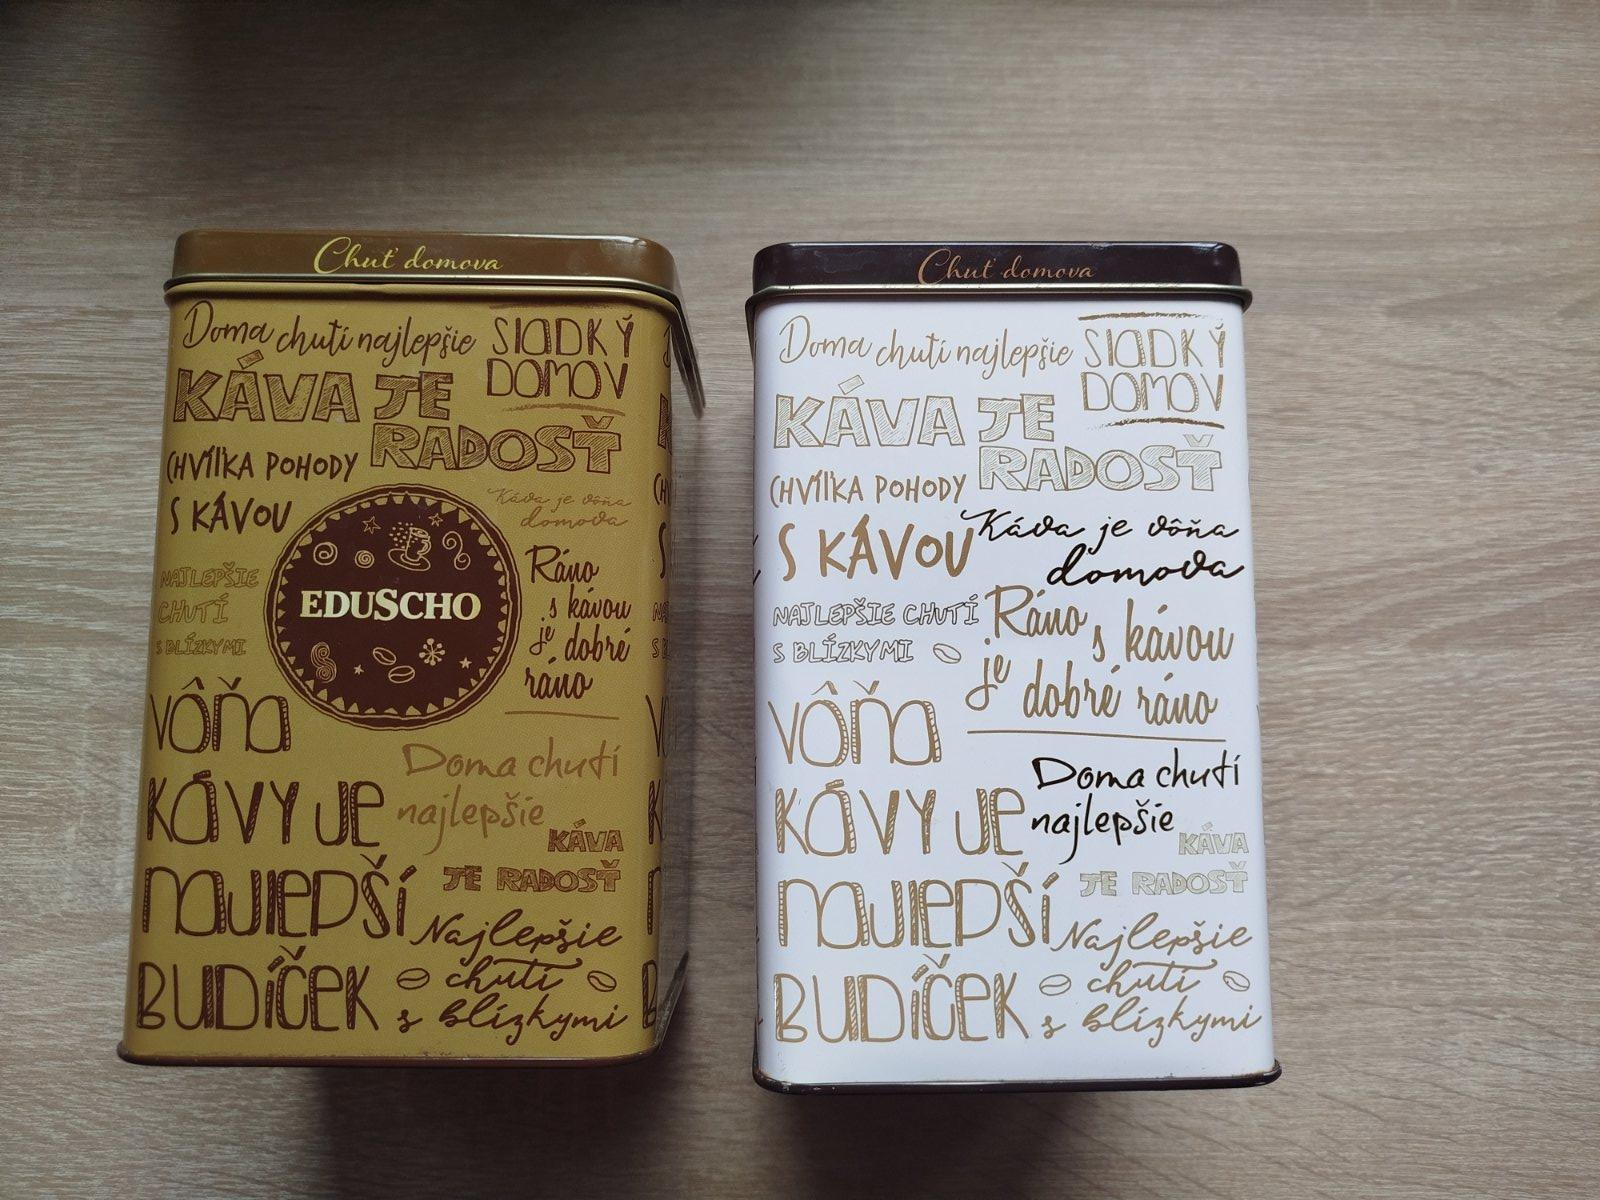 Chuť domova
Doma chutí najlepšie
SlaDKÝ
DOMOV
KÁVA JE
RADOSŤ
CHVÍľKA POHODY
S KÁVOU
Káva je vôňa
domova
NAJLEPŠIE
CHUTÍ
S BLÍZKYMI
EDUSCHO
Ráno
s kávou
je dobré
ráno
VÔŇa
KÁVY JE
NaJlEPŠí
BUDíČEK
Doma chutí
najlepšie
KÁVA
JE RADOSŤ
Najlepšie
chutí
s blízkymi
Chuť domova
Doma chutí najlepšie
SlaDKÝ
DOMOV
KÁVA JE
RADOSŤ
CHVÍľKA POHODY
S KÁVOU
Káva je vôňa
domova
NAJLEPŠIE CHUTÍ
S BLÍZKYMI
Ráno s kávou
je dobré ráno
VÔŇa
KÁVY JE
NaJlEPŠí
BUDíČEK
Doma chutí
najlepšie
KÁVA
JE RADOSŤ
Najlepšie
chutí
s blízkymi